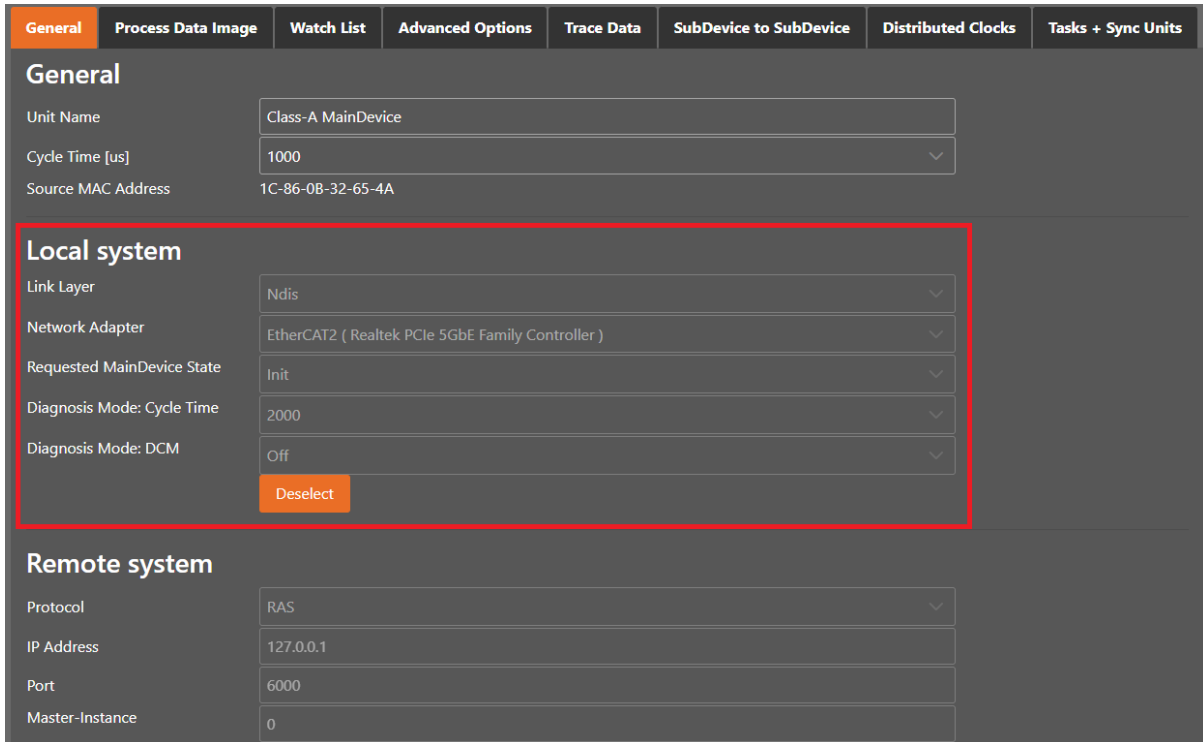 General Process Data Image Watch List Advanced Options Trace Data SubDevice to SubDevice Distributed Clocks Tasks + Sync Units
General
Unit Name Class-A MainDevice
Cycle Time [us] 1000
Source MAC Address 1C-86-0B-32-65-4A
Local system
Link Layer Ndis
Network Adapter EtherCAT2 ( Realtek PCIe 5GbE Family Controller )
Requested MainDevice State Init
Diagnosis Mode: Cycle Time 2000
Diagnosis Mode: DCM Off
Deselect
Remote system
Protocol RAS
IP Address 127.0.0.1
Port 6000
Master-Instance 0